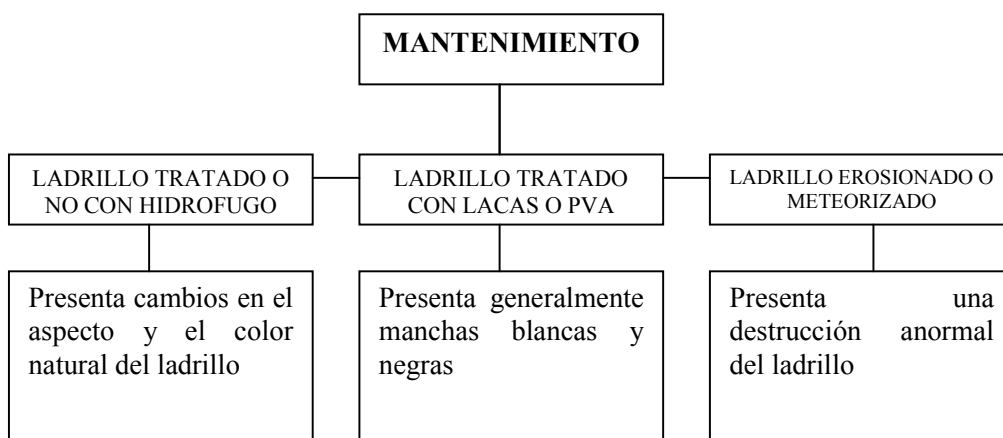 MANTENIMIENTO
LADRILLO TRATADO O
NO CON HIDROFUGO
LADRILLO TRATADO
CON LACAS O PVA
LADRILLO EROSIONADO O
METEORIZADO
Presenta cambios en el
aspecto y el color
natural del ladrillo
Presenta generalmente
manchas blancas y
negras
Presenta una
destrucción anormal
del ladrillo